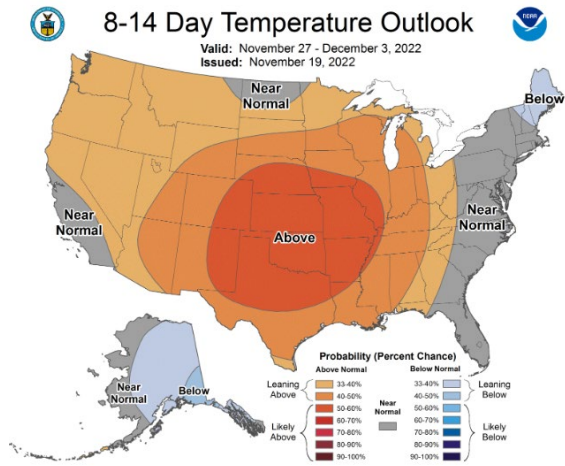 8-14 Day Temperature Outlook
Valid: November 27 - December 3, 2022
Issued: November 19, 2022
NOAA
Near
Normal
Below
Near
Normal
Above
Near
Normal
Near
Normal
Below
Probability (Percent Chance)
Above Normal
Below Normal
Leaning
Above
33-40%
40-50%
Likely
Above
50-60%
60-70%
70-80%
80-90%
90-100%
Near
Normal
33-40%
40-50%
Leaning
Below
50-60%
60-70%
70-80%
80-90%
90-100%
Likely
Below